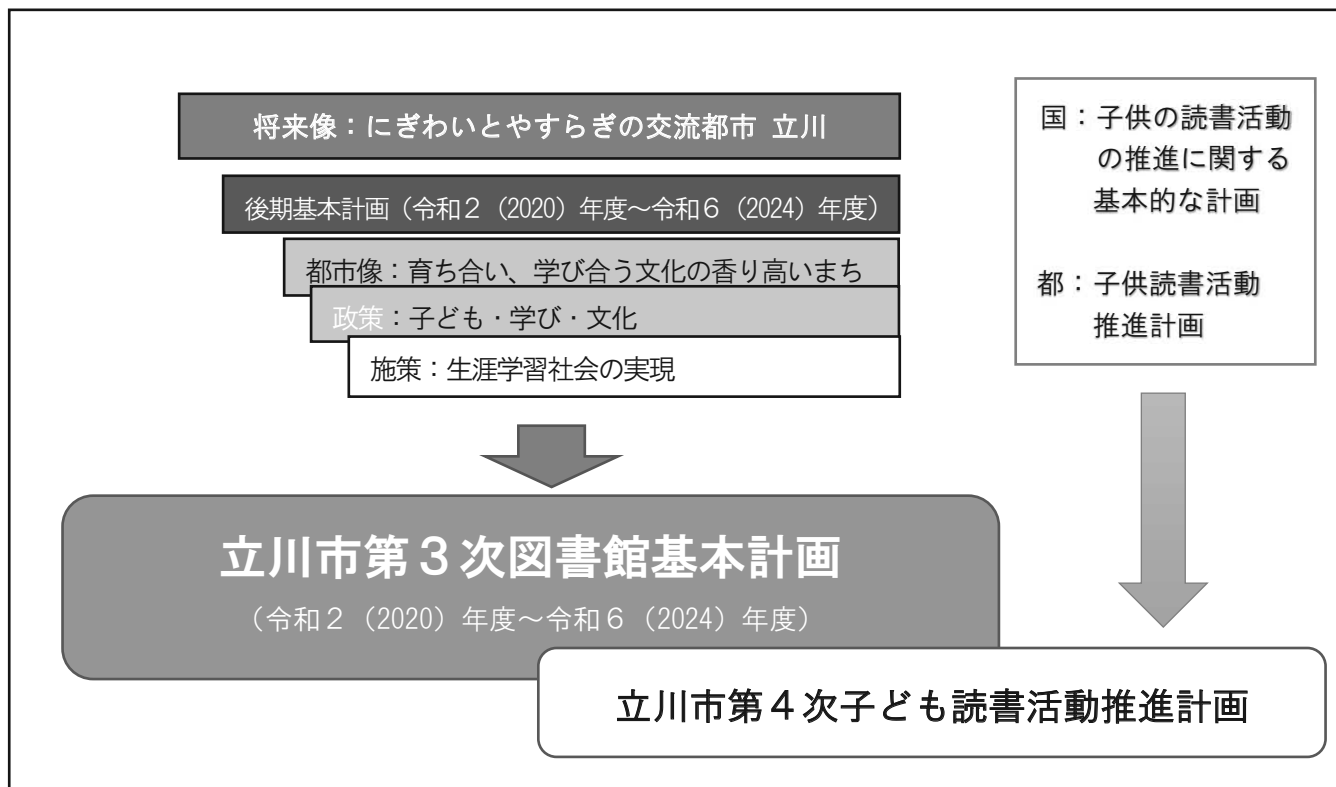 将来像：にぎわいとやすらぎの交流都市 立川
後期基本計画（令和２（2020）年度～令和６（2024）年度）
都市像：育ち合い、学び合う文化の香り高いまち
政策：子ども・学び・文化
施策：生涯学習社会の実現
国：子供の読書活動
の推進に関する
基本的な計画
都：子供読書活動
推進計画
立川市第３次図書館基本計画
（令和２（2020）年度～令和６（2024）年度）
立川市第４次子ども読書活動推進計画